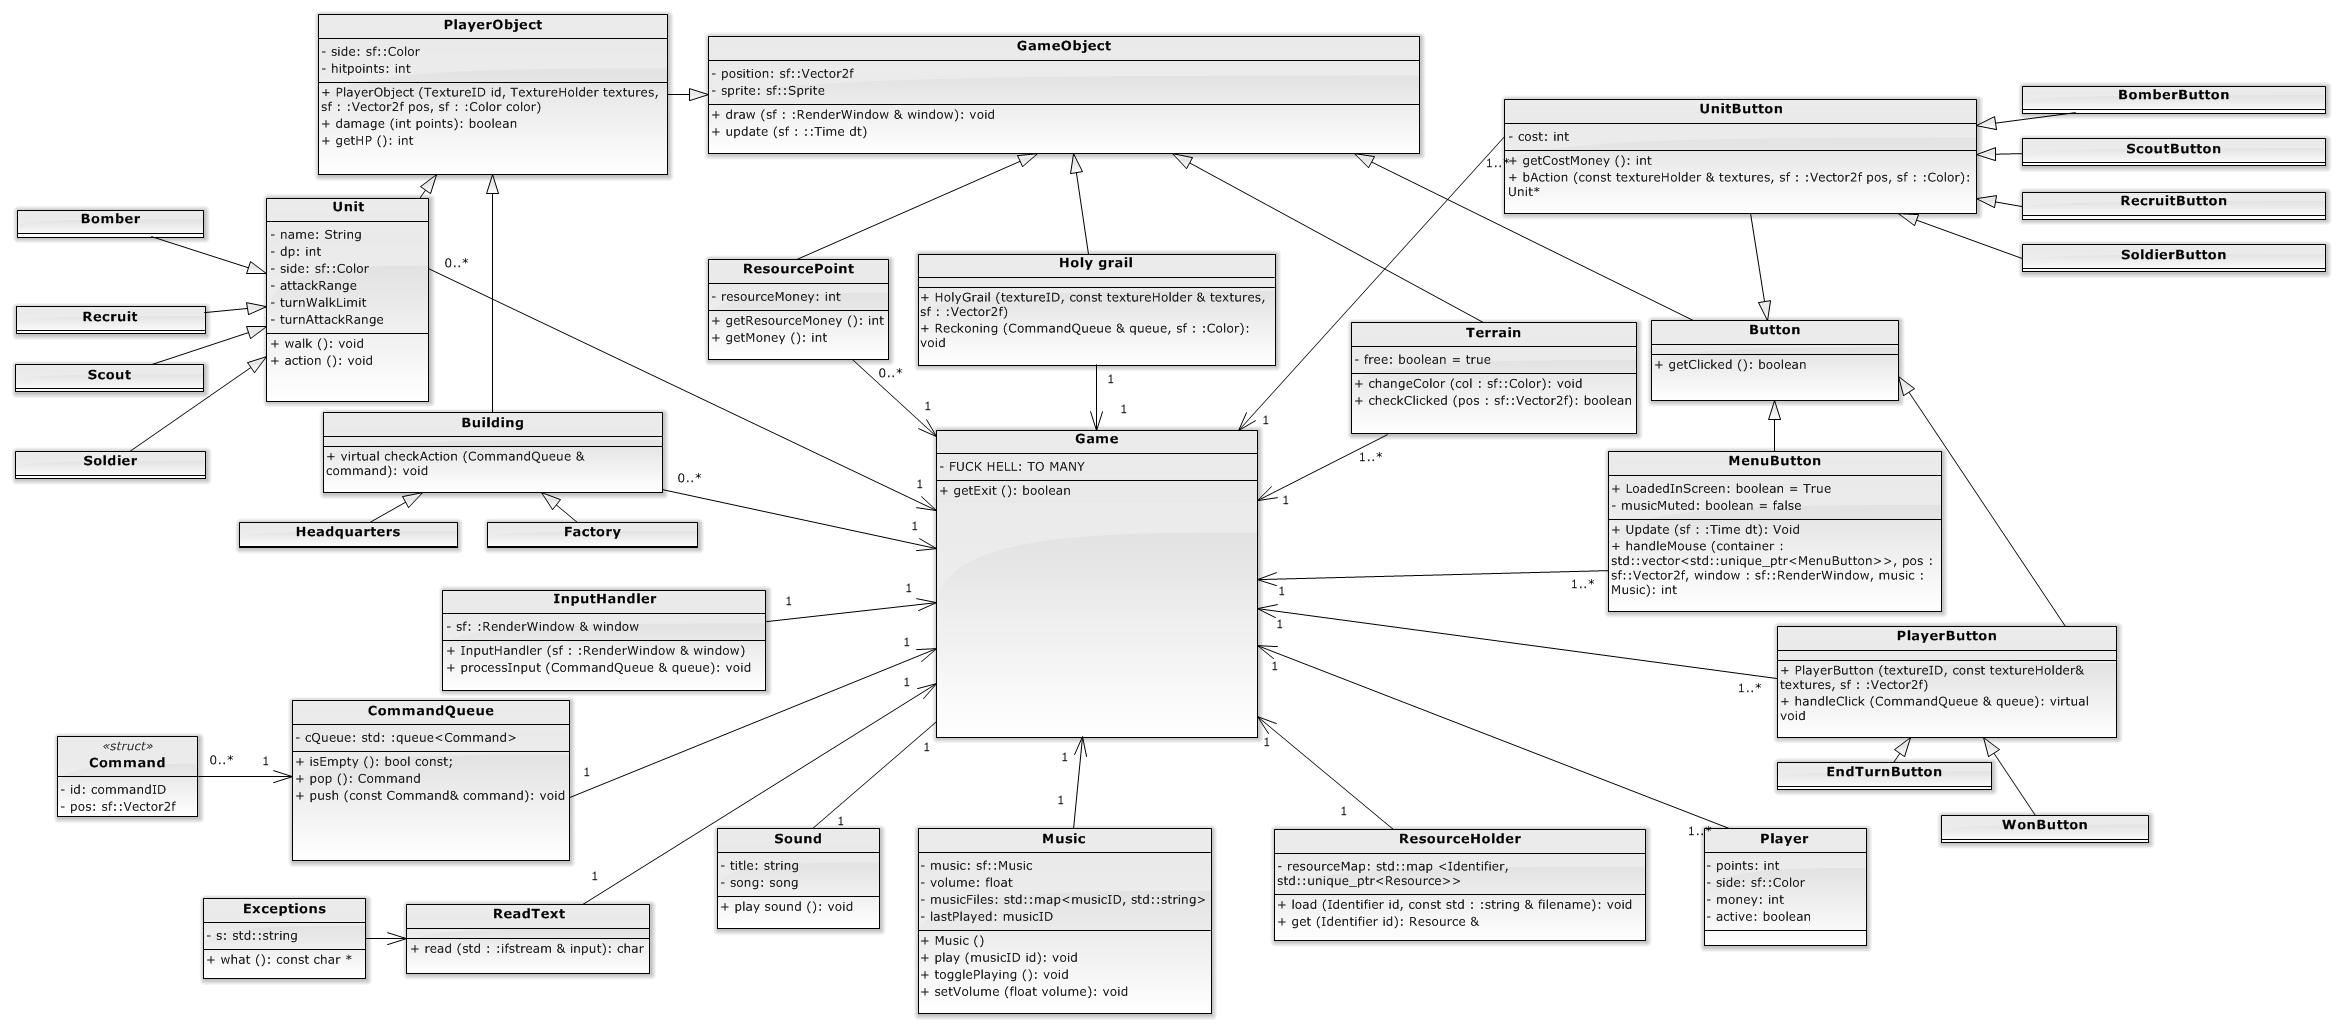 PlayerObject
- side: sf::Color
- hitpoints: int
+ PlayerObject (TextureID id, TextureHolder textures,
sf : :Vector2f pos, sf : :Color color)
+ damage (int points): boolean
+ getHP (): int
GameObject
- position: sf::Vector2f
- sprite: sf::Sprite
+ draw (sf : :RenderWindow & window): void
+ update (sf : ::Time dt)
UnitButton
- cost: int
+ getCostMoney (): int
+ bAction (const textureHolder & textures, sf : :Vector2f pos, sf : :Color):
Unit*
1..*
BomberButton
ScoutButton
RecruitButton
SoldierButton
Bomber
Recruit
Scout
Soldier
Unit
- name: String
- dp: int
- side: sf::Color
- attackRange
- turnWalkLimit
- turnAttackRange
+ walk (): void
+ action (): void
0..*
1
ResourcePoint
- resourceMoney: int
+ getResourceMoney (): int
+ getMoney (): int
0..*
1
Holy grail
+ HolyGrail (textureID, const textureHolder & textures,
sf : :Vector2f)
+ Reckoning (CommandQueue & queue, sf : :Color):
void
1
1
1
Terrain
- free: boolean = true
+ changeColor (col : sf::Color): void
+ checkClicked (pos : sf::Vector2f): boolean
1..*
1
Button
+ getClicked (): boolean
Building
+ virtual checkAction (CommandQueue &
command): void
0..*
1
Headquarters
Factory
Game
- FUCK HELL: TO MANY
+ getExit (): boolean
MenuButton
+ LoadedInScreen: boolean = True
- musicMuted: boolean = false
+ Update (sf : :Time dt): Void
+ handleMouse (container :
std::vector<std::unique_ptr<MenuButton>>, pos :
sf::Vector2f, window : sf::RenderWindow, music :
Music): int
1..*
1
InputHandler
- sf: :RenderWindow & window
+ InputHandler (sf : :RenderWindow & window)
+ processInput (CommandQueue & queue): void
1
1
PlayerButton
+ PlayerButton (textureID, const textureHolder&
textures, sf : :Vector2f)
+ handleClick (CommandQueue & queue): virtual
void
1..*
1
EndTurnButton
WonButton
«struct»
Command
- id: commandID
- pos: sf::Vector2f
0..*
1
CommandQueue
- cQueue: std: :queue<Command>
+ isEmpty (): bool const;
+ pop (): Command
+ push (const Command& command): void
1
1
Exceptions
- s: std::string
+ what (): const char *
ReadText
+ read (std : :ifstream & input): char
1
1
Sound
- title: string
- song: song
+ play sound (): void
1
1
Music
- music: sf::Music
- volume: float
- musicFiles: std::map<musicID, std::string>
- lastPlayed: musicID
+ Music ()
+ play (musicID id): void
+ togglePlaying (): void
+ setVolume (float volume): void
1
1
ResourceHolder
- resourceMap: std::map <Identifier,
std::unique_ptr<Resource>>
+ load (Identifier id, const std : :string & filename): void
+ get (Identifier id): Resource &
1
1
Player
- points: int
- side: sf::Color
- money: int
- active: boolean
1..*
1